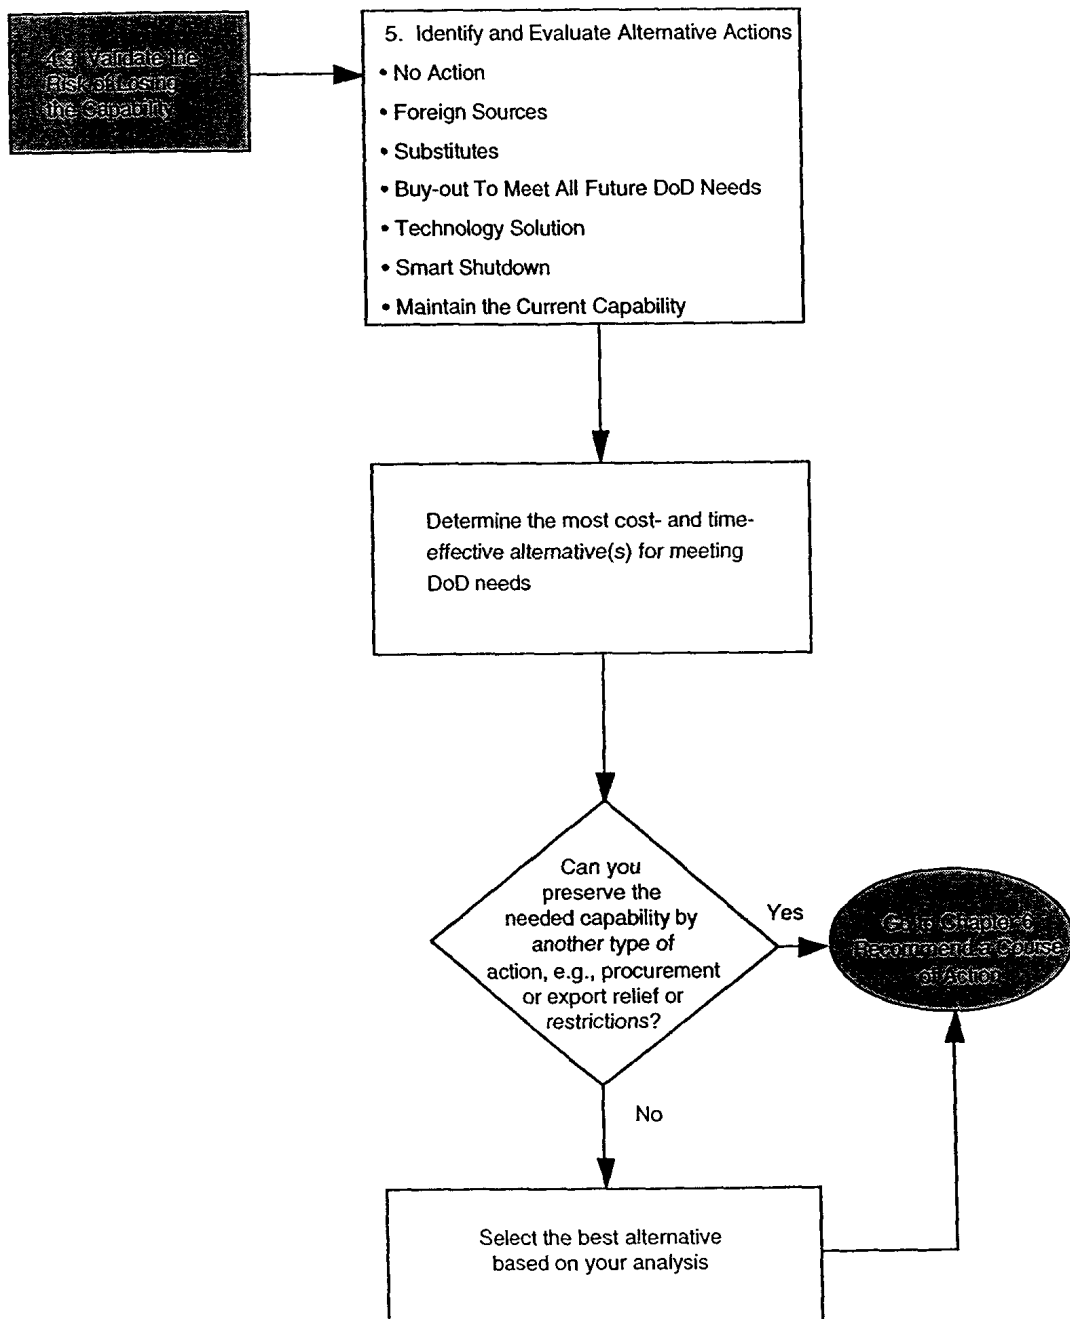 4.3 Validate the
Risk of Losing
the Capability
5. Identify and Evaluate Alternative Actions
• No Action
• Foreign Sources
• Substitutes
• Buy-out To Meet All Future DoD Needs
• Technology Solution
• Smart Shutdown
• Maintain the Current Capability
Determine the most cost- and time-
effective alternative(s) for meeting
DoD needs
Can you
preserve the
needed capability by
another type of
action, e.g., procurement
or export relief or
restrictions?
Yes
Go to Chapter 6
Recommend a Course
of Action
No
Select the best alternative
based on your analysis